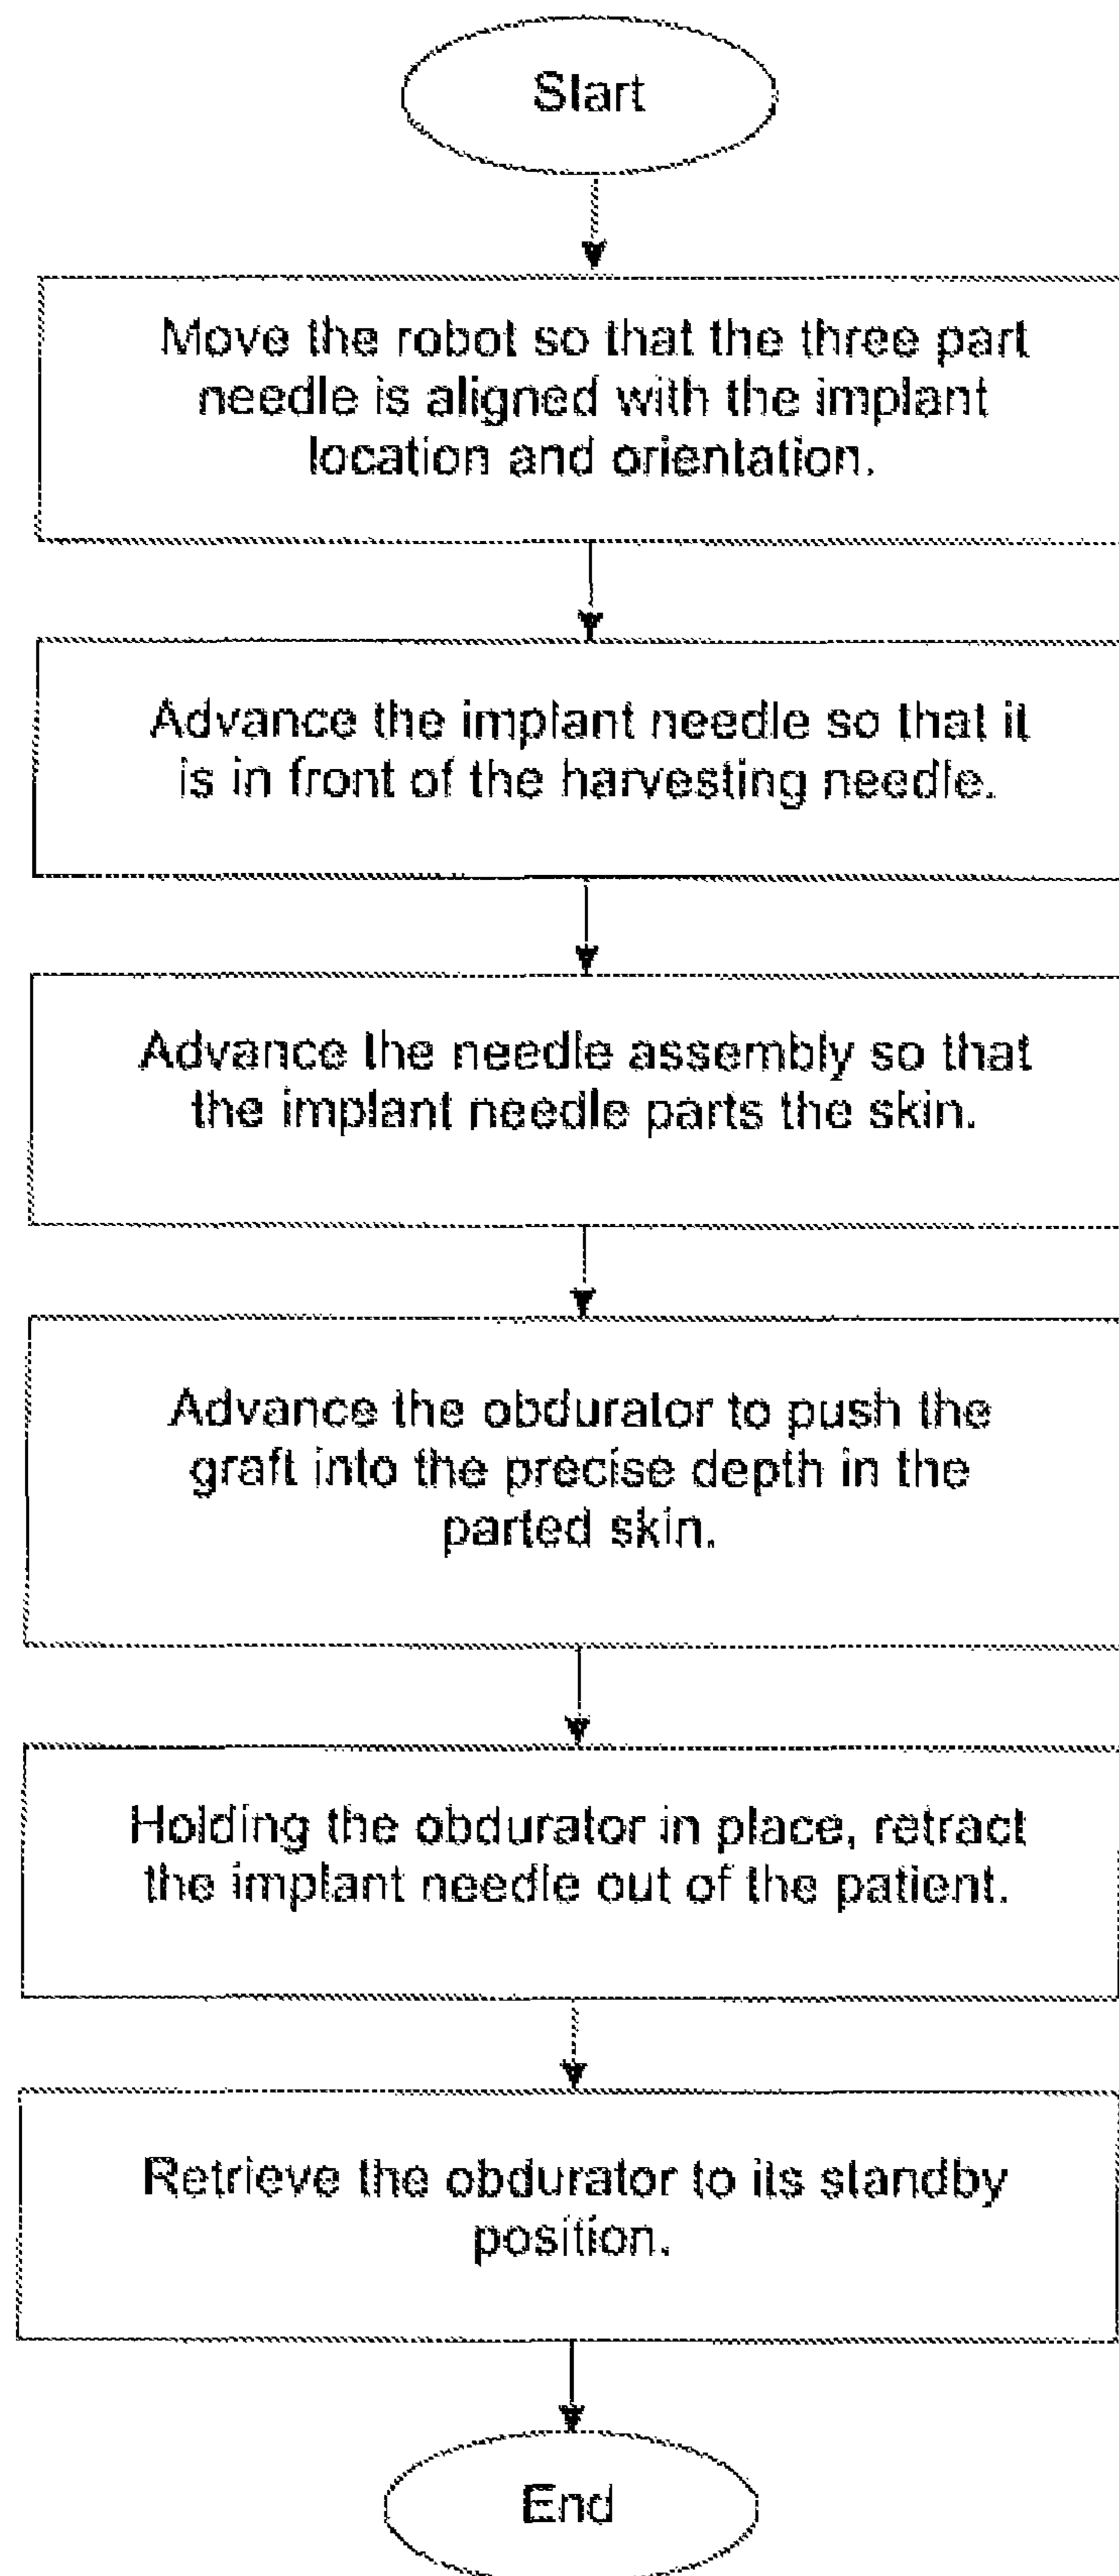 Start
Move the robot so that the three part
needle is aligned with the implant
location and orientation.
Advance the implant needle so that it
is in front of the harvesting needle.
Advance the needle assembly so that
the implant needle parts the skin.
Advance the obdurator to push the
graft into the precise depth in the
parted skin.
Holding the obdurator in place, retract
the implant needle out of the patient.
Retrieve the obdurator to its standby
position.
End